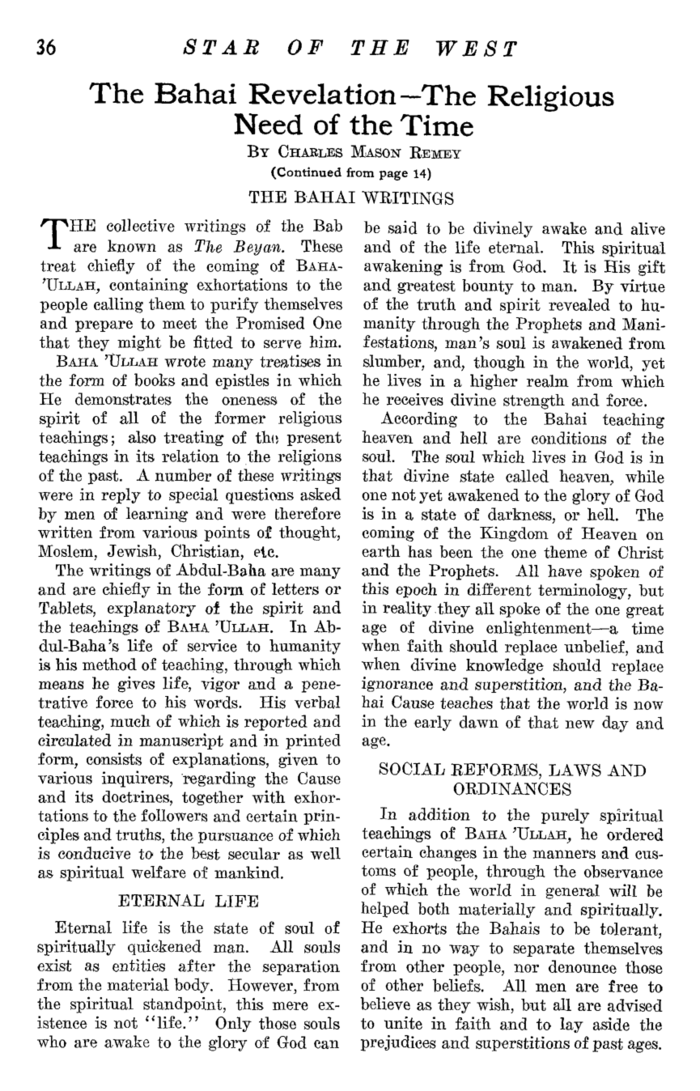 36 STAR OF THE WEST
The Bahai Revelation—The Religious
Need of the Time
By Charles Mason Remey
(Continued from page 14)
THE BAHAI WRITINGS
THE collective writings of the Bab
are known as The Beyan. These
treat chiefly of the coming of BAHA-
'ULLAH, containing exhortations to the
people calling them to purify themselves
and prepare to meet the Promised One
that they might be fitted to serve him.
BAHA 'ULLAH wrote many treatises in
the form of books and epistles in which
He demonstrates the oneness of the
spirit of all of the former religious
teachings; also treating of the present
teachings in its relation to the religions
of the past. A number of these writings
were in reply to special questions asked
by men of learning and were therefore
written from various points of thought,
Moslem, Jewish, Christian, etc.
The writings of Abdul-Baha are many
and are chiefly in the form of letters or
Tablets, explanatory of the spirit and
the teachings of BAHA 'ULLAH. In Ab-
dul-Baha's life of service to humanity
is his method of teaching, through which
means he gives life, vigor and a pene-
trative force to his words. His verbal
teaching, much of which is reported and
circulated in manuscript and in printed
form, consists of explanations, given to
various inquirers, regarding the Cause
and its doctrines, together with exhor-
tations to the followers and certain prin-
ciples and truths, the pursuance of which
is conducive to the best secular as well
as spiritual welfare of mankind.
ETERNAL LIFE
Eternal life is the state of soul of
spiritually quickened man. All souls
exist as entities after the separation
from the material body. However, from
the spiritual standpoint, this mere ex-
istence is not "life." Only those souls
who are awake to the glory of God can
be said to be divinely awake and alive
and of the life eternal. This spiritual
awakening is from God. It is His gift
and greatest bounty to man. By virtue
of the truth and spirit revealed to hu-
manity through the Prophets and Mani-
festations, man's soul is awakened from
slumber, and, though in the world, yet
he lives in a higher realm from which
he receives divine strength and force.
According to the Bahai teaching
heaven and hell are conditions of the
soul. The soul which lives in God is in
that divine state called heaven, while
one not yet awakened to the glory of God
is in a state of darkness, or hell. The
coming of the Kingdom of Heaven on
earth has been the one theme of Christ
and the Prophets. All have spoken of
this epoch in different terminology, but
in reality they all spoke of the one great
age of divine enlightenment—a time
when faith should replace unbelief, and
when divine knowledge should replace
ignorance and superstition, and the Ba-
hai Cause teaches that the world is now
in the early dawn of that new day and
age.
SOCIAL REFORMS, LAWS AND
ORDINANCES
In addition to the purely spiritual
teachings of BAHA 'ULLAH, he ordered
certain changes in the manners and cus-
toms of people, through the observance
of which the world in general will be
helped both materially and spiritually.
He exhorts the Bahais to be tolerant,
and in no way to separate themselves
from other people, nor denounce those
of other beliefs. All men are free to
believe as they wish, but all are advised
to unite in faith and to lay aside the
prejudices and superstitions of past ages.